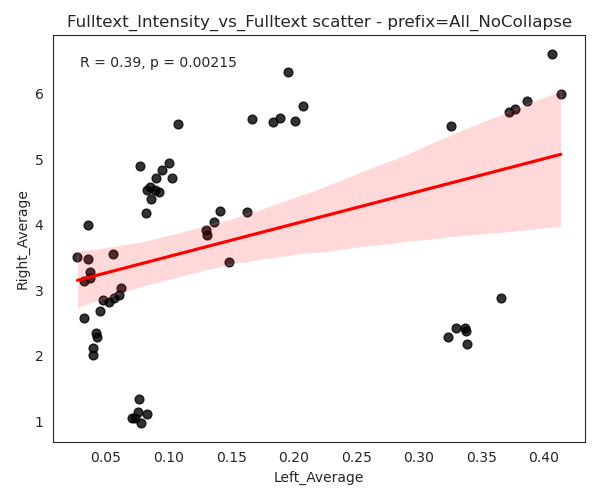 Fulltext_Intensity_vs_Fulltext scatter - prefix=All_NoCollapse
R = 0.39, p = 0.00215
Right_Average
6
5
4
3
2
1
0.05 0.10 0.15 0.20 0.25 0.30 0.35 0.40
Left_Average